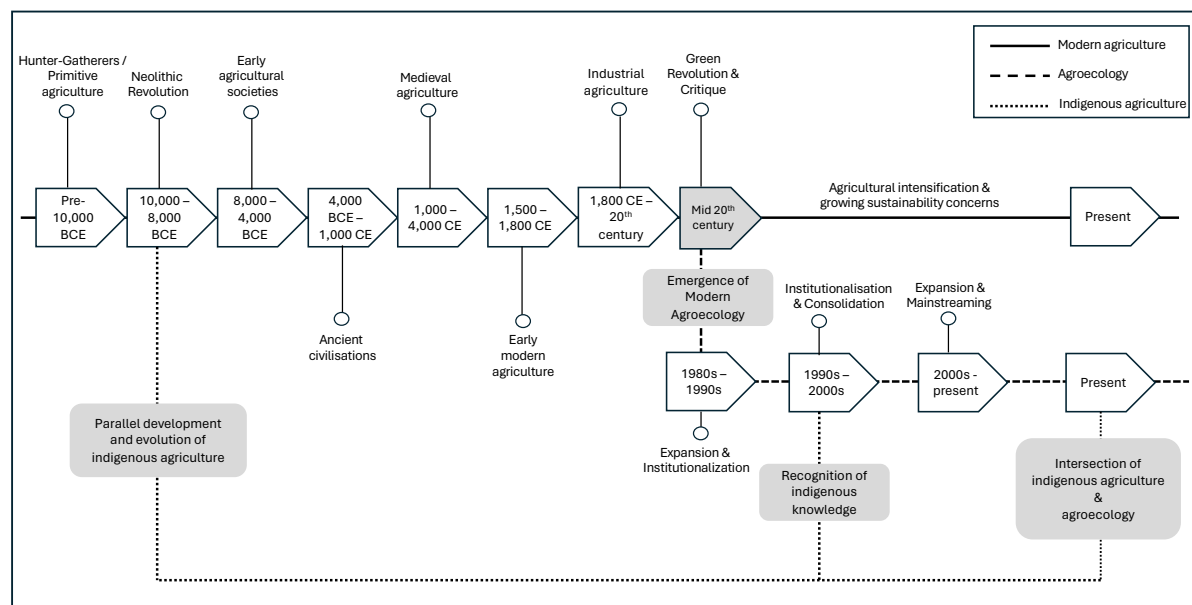 Modern agriculture
Agroecology
Indigenous agriculture
Hunter-Gatherers /
Primitive
agriculture
Neolithic
Revolution
Early
agricultural
societies
Medieval
agriculture
Industrial
agriculture
Green
Revolution &
Critique
Pre-
10,000
BCE
10,000 –
8,000
BCE
8,000 –
4,000
BCE
4,000
BCE –
1,000 CE
1,000 –
4,000 CE
1,500 –
1,800 CE
1,800 CE –
20th
century
Mid 20th
century
Agricultural intensification &
growing sustainability concerns
Present
Ancient
civilisations
Early
modern
agriculture
Emergence of
Modern
Agroecology
Institutionalisation
& Consolidation
Expansion &
Mainstreaming
1980s –
1990s
1990s –
2000s
2000s -
present
Present
Expansion &
Institutionalization
Parallel development
and evolution of
indigenous agriculture
Recognition of
indigenous
knowledge
Intersection of
indigenous agriculture
&
agroecology